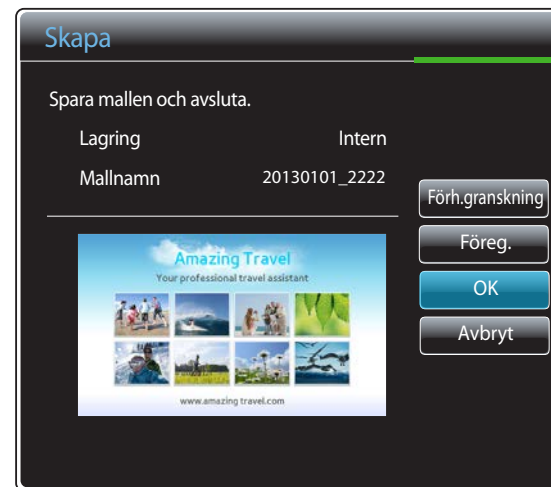 Skapa
Spara mallen och avsluta.
Lagring Intern
Mallnamn 20130101_2222
Amazing Travel
Your professional travel assistant
www.amazing travel.com
Förh.granskning
Föreg.
OK
Avbryt